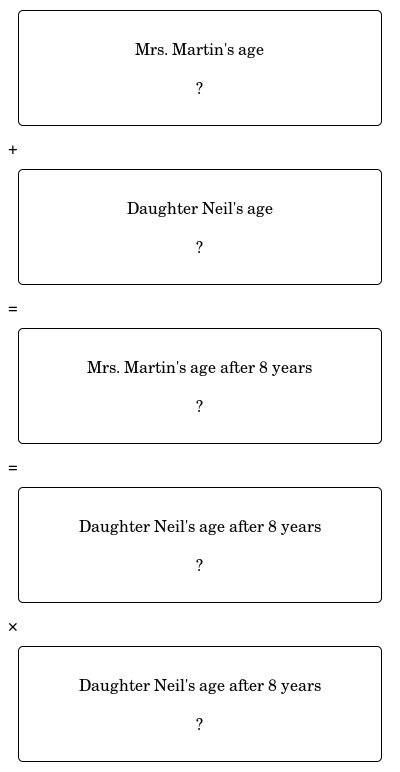 Mrs. Martin's age
?
+
Daughter Neil's age
?
=
Mrs. Martin's age after 8 years
?
=
Daughter Neil's age after 8 years
?
×
Daughter Neil's age after 8 years
?